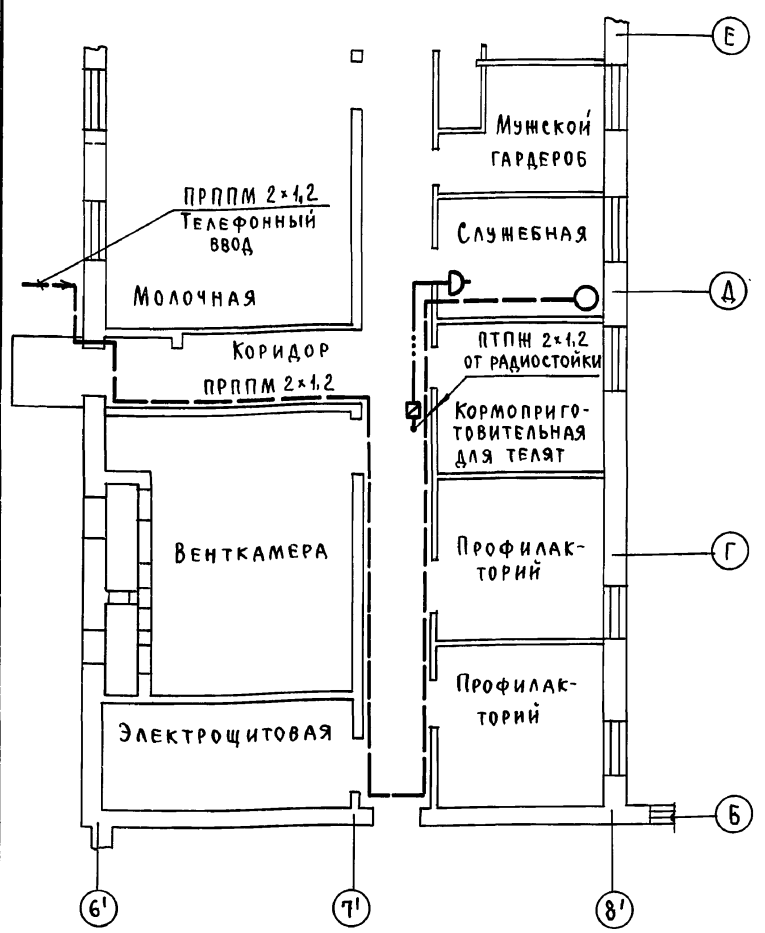 Е
Мужской
гардероб
ПРППМ 2×1,2
Телефонный
ввод
Служебная
Д
Молочная
Коридор
ПРППМ 2×1,2
ПТПЖ 2×1,2
от радиостойки
Кормоприго-
товительная
для телят
Венткамера
Профилак-
торий
Г
Профилак-
торий
Электрощитовая
Б
6'
7'
8'